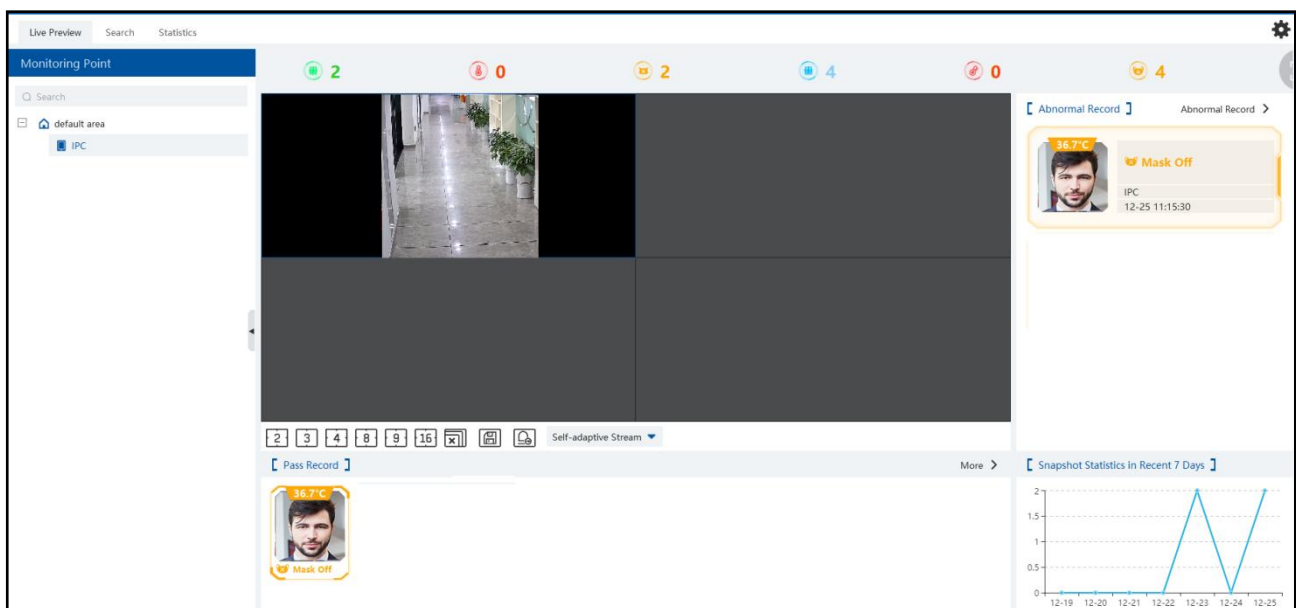 Live Preview Search Statistics
Monitoring Point
2 0 2 4 0 4
Search
default area
IPC
Abnormal Record Abnormal Record >
36.7°C
Mask Off
IPC
12-25 11:15:30
2 3 4 8 9 16 Self-adaptive Stream
[ Pass Record ] More >
36.7°C
Mask Off
[ Snapshot Statistics in Recent 7 Days ]
2
1.5
1
0.5
0
12-19 12-20 12-21 12-22 12-23 12-24 12-25